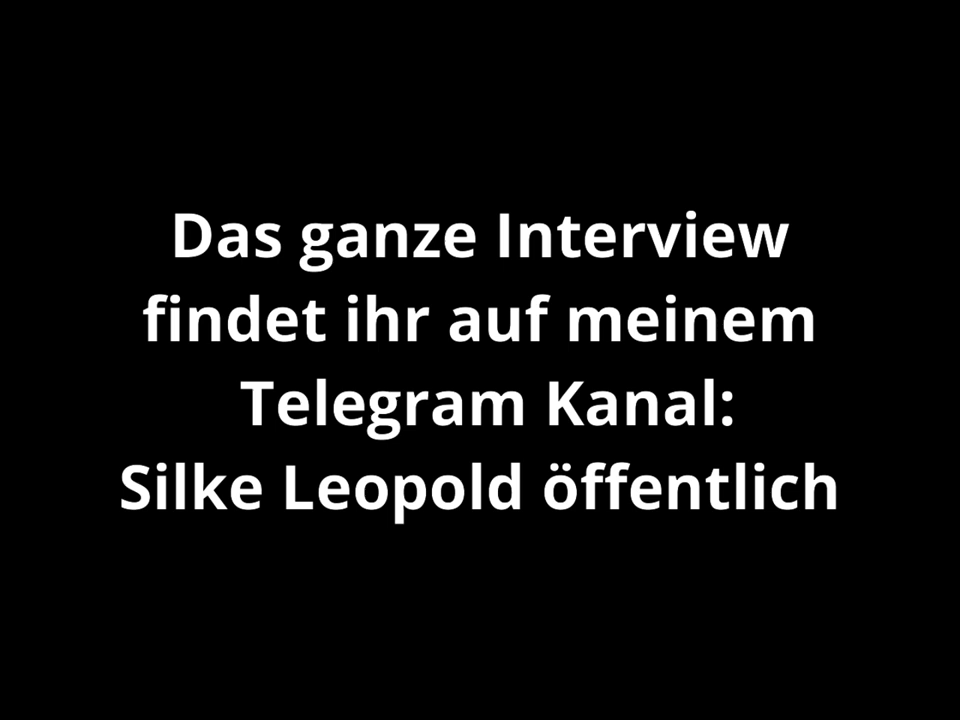 Das ganze Interview
findet ihr auf meinem
Telegram Kanal:
Silke Leopold öffentlich